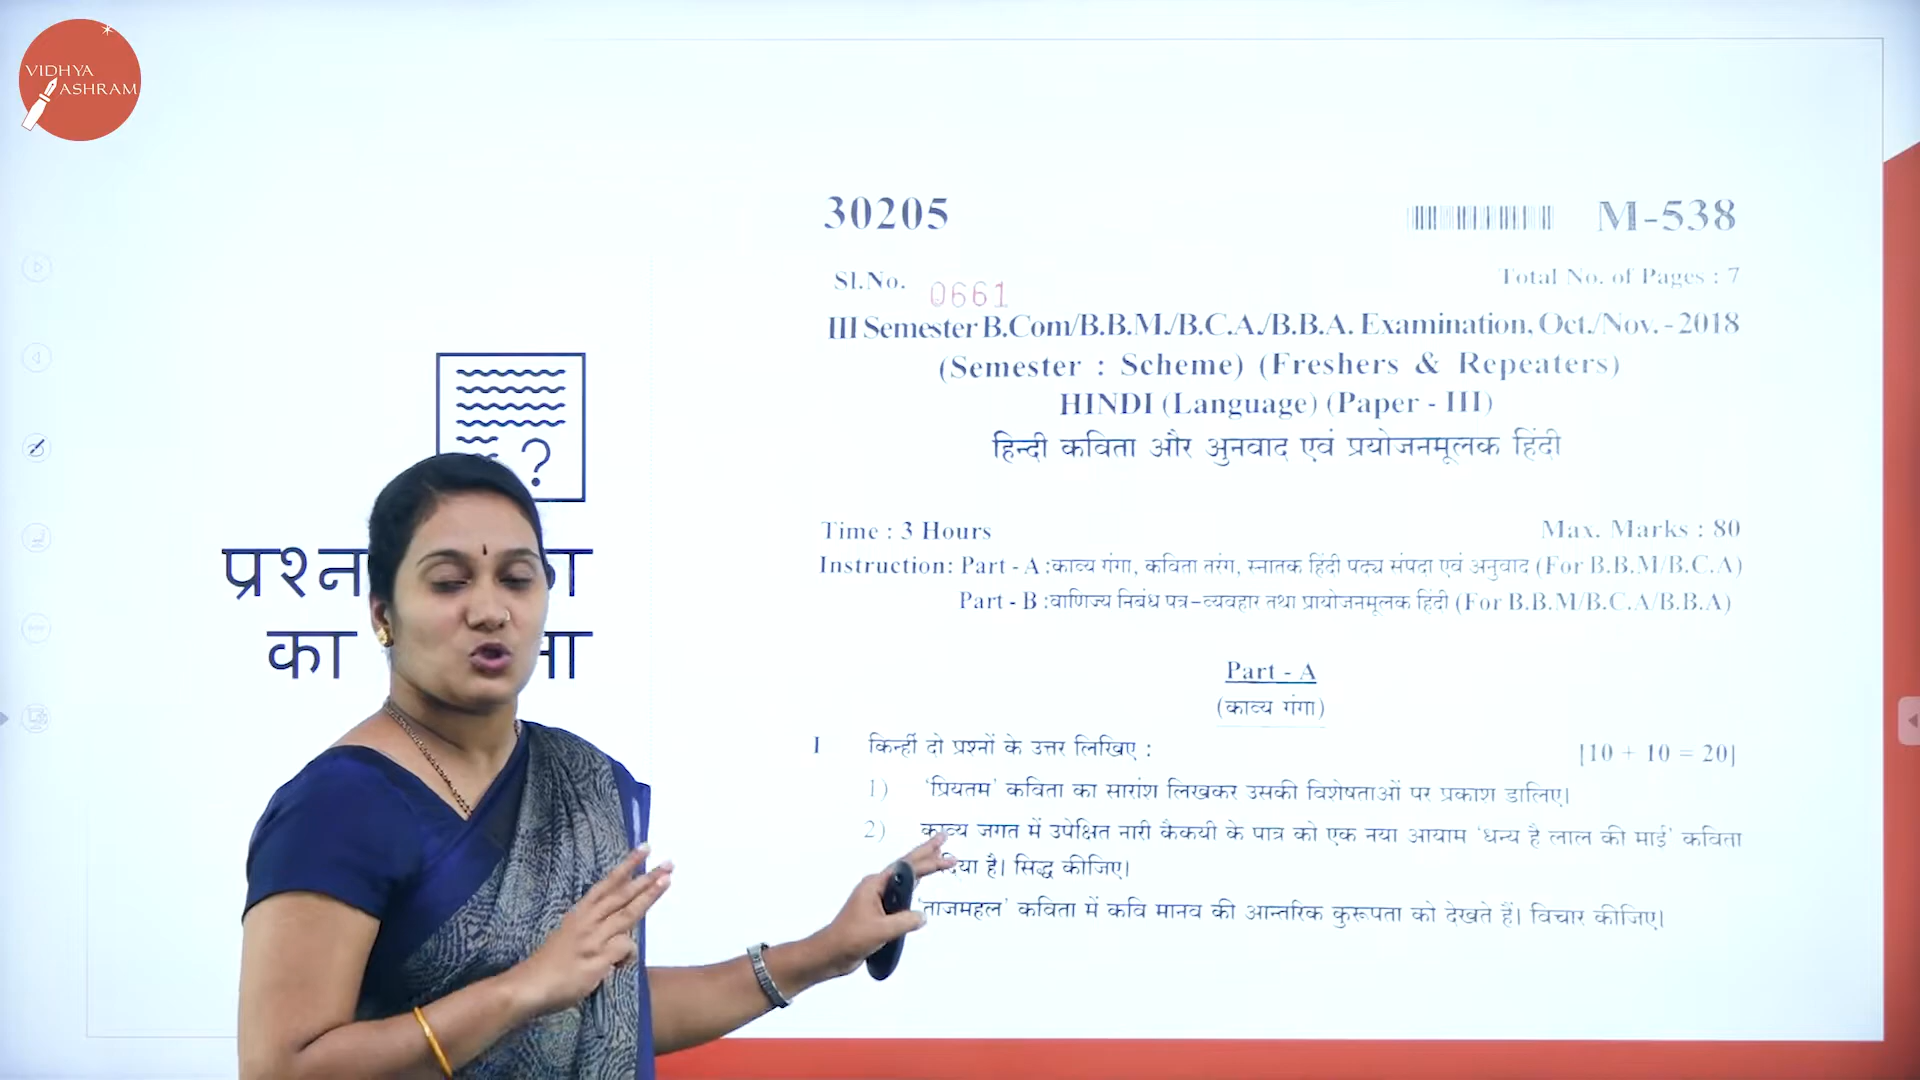 VIDHYA
ASHRAM
30205
M-538
Sl.No. 0661
Total No. of Pages : 7
III Semester B.Com/B.B.M./B.C.A./B.B.A. Examination, Oct./Nov. - 2018
(Semester : Scheme) (Freshers & Repeaters)
HINDI (Language) (Paper - III)
हिन्दी कविता और अुनवाद एवं प्रयोजनमूलक हिंदी
Time : 3 Hours
Max. Marks : 80
Instruction: Part - A :काव्य गंगा, कविता तरंग, स्नातक हिंदी पद्य संपदा एवं अनुवाद (For B.B.M/B.C.A)
Part - B :वाणिज्य निबंध पत्र-व्यवहार तथा प्रायोजनमूलक हिंदी (For B.B.M/B.C.A/B.B.A)
Part - A
(काव्य गंगा)
I किन्हीं दो प्रश्नों के उत्तर लिखिए : [10 + 10 = 20]
1) 'प्रियतम' कविता का सारांश लिखकर उसकी विशेषताओं पर प्रकाश डालिए।
2) काव्य जगत में उपेक्षित नारी कैकयी के पात्र को एक नया आयाम 'धन्य है लाल की माई' कविता
दिया है। सिद्ध कीजिए।
'ताजमहल' कविता में कवि मानव की आन्तरिक कुरूपता को देखते हैं। विचार कीजिए।
?
प्रश्न
का